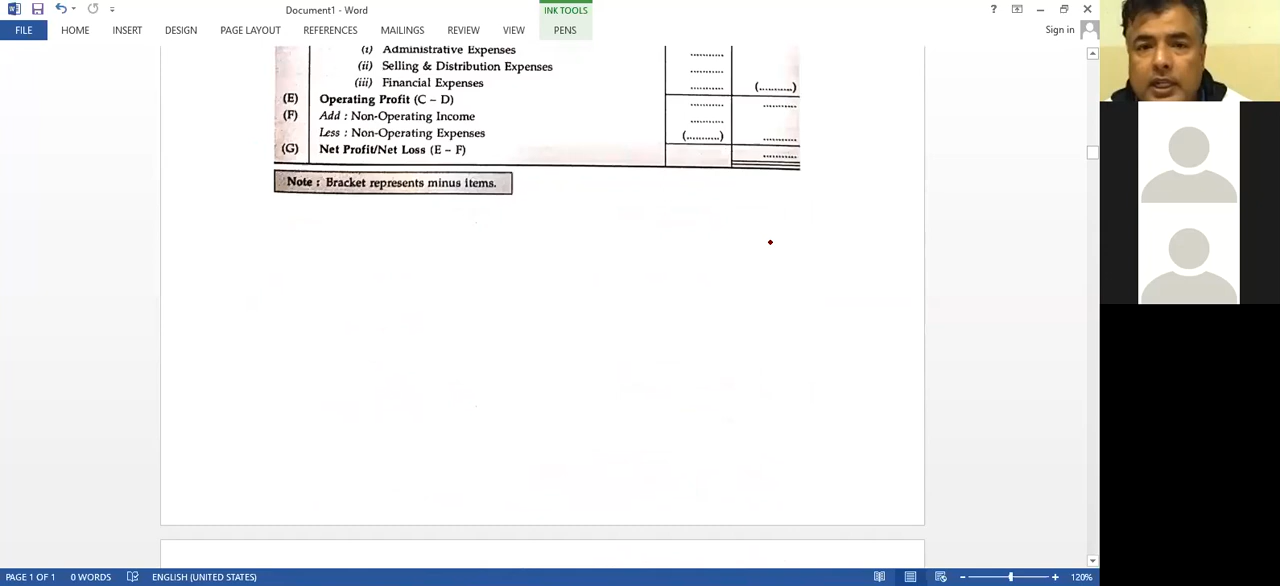 Document1 - Word
INK TOOLS
?
FILE
HOME
INSERT
DESIGN
PAGE LAYOUT
REFERENCES
MAILINGS
REVIEW
VIEW
PENS
Sign in
(i) Administrative Expenses ..........
(ii) Selling & Distribution Expenses ..........
(iii) Financial Expenses .......... (..........)
(E) Operating Profit (C – D) .......... ..........
(F) Add : Non-Operating Income ..........
Less : Non-Operating Expenses (..........) ..........
(G) Net Profit/Net Loss (E – F) ..........
Note : Bracket represents minus items.
PAGE 1 OF 1
0 WORDS
ENGLISH (UNITED STATES)
120%